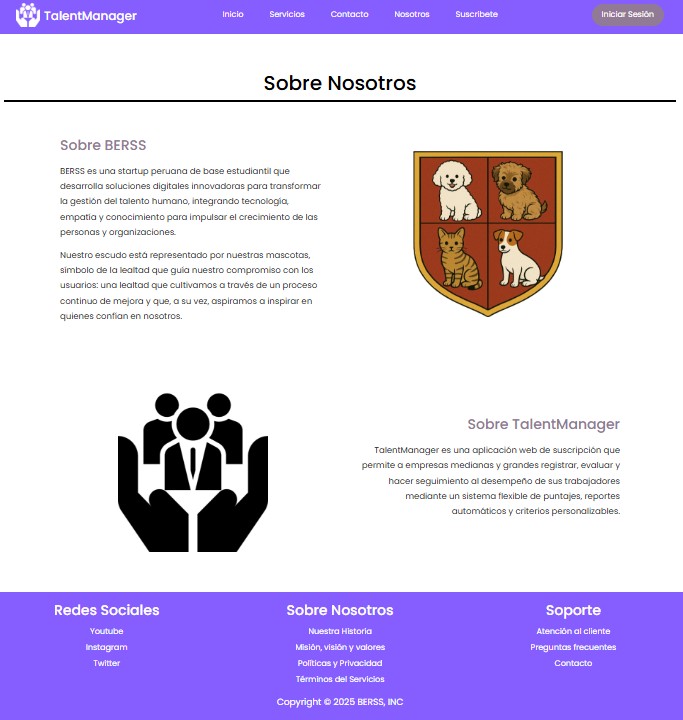 TalentManager
Inicio
Servicios
Contacto
Nosotros
Suscribete
Iniciar Sesión
Sobre Nosotros
Sobre BERSS
BERSS es una startup peruana de base estudiantil que
desarrolla soluciones digitales innovadoras para transformar
la gestión del talento humano, integrando tecnología,
empatía y conocimiento para impulsar el crecimiento de las
personas y organizaciones.
Nuestro escudo está representado por nuestras mascotas,
símbolo de la lealtad que guía nuestro compromiso con los
usuarios: una lealtad que cultivamos a través de un proceso
continuo de mejora y que, a su vez, aspiramos a inspirar en
quienes confían en nosotros.
Sobre TalentManager
TalentManager es una aplicación web de suscripción que
permite a empresas medianas y grandes registrar, evaluar y
hacer seguimiento al desempeño de sus trabajadores
mediante un sistema flexible de puntajes, reportes
automáticos y criterios personalizables.
Redes Sociales
Youtube
Instagram
Twitter
Sobre Nosotros
Nuestra Historia
Misión, visión y valores
Políticas y Privacidad
Términos del Servicios
Soporte
Atención al cliente
Preguntas frecuentes
Contacto
Copyright © 2025 BERSS, INC